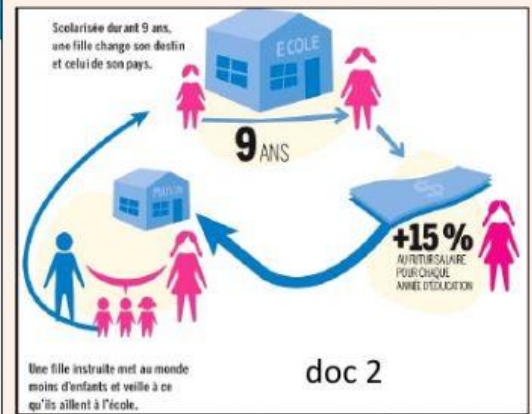 Scolarisée durant 9 ans,
une fille change son destin
et celui de son pays.
ECOLE
9 ANS
MAISON
+15%
AU FUTUR SALAIRE
POUR CHAQUE
ANNÉE D'ÉDUCATION
Une fille instruite met au monde
moins d'enfants et veille à ce
qu'ils aillent à l'école.
doc 2